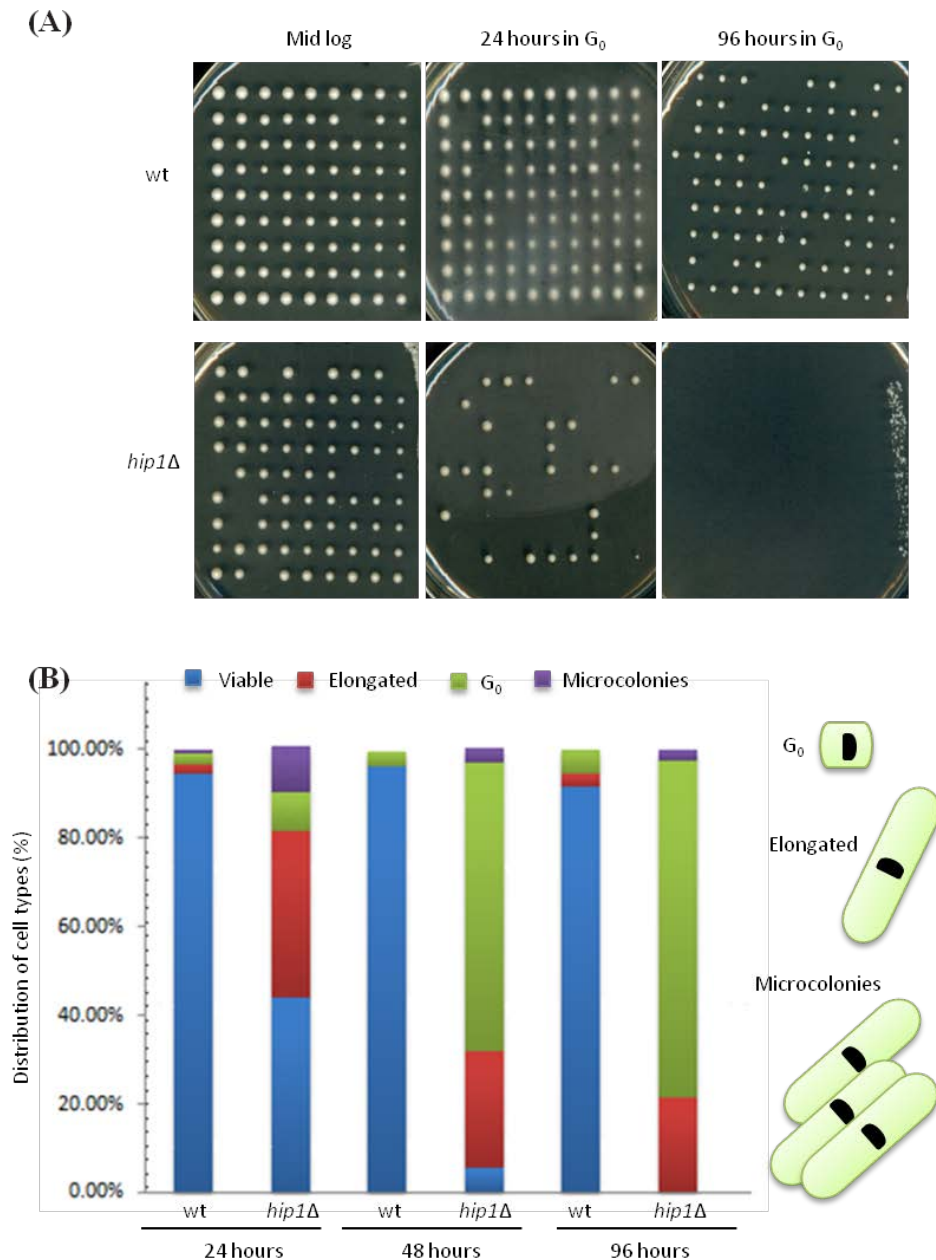 (A)
Mid log
24 hours in G₀
96 hours in G₀
wt
hip1Δ
(B)
Viable
Elongated
G₀
Microcolonies
Distribution of cell types (%)
100.00%
80.00%
60.00%
40.00%
20.00%
0.00%
wt
hip1Δ
wt
hip1Δ
wt
hip1Δ
24 hours
48 hours
96 hours
G₀
Elongated
Microcolonies